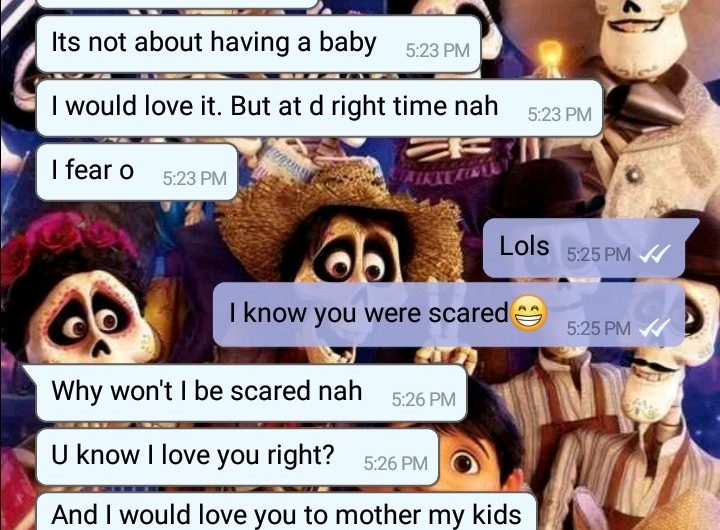 Its not about having a baby 5:23 PM
I would love it. But at d right time nah 5:23 PM
I fear o 5:23 PM
Lols 5:25 PM
I know you were scared😁 5:25 PM
Why won't I be scared nah 5:26 PM
U know I love you right? 5:26 PM
And I would love you to mother my kids